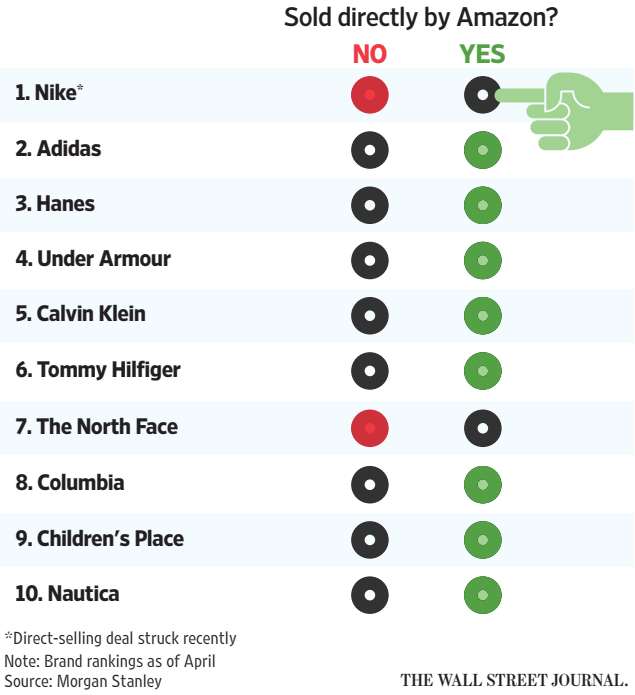 Sold directly by Amazon?
NO YES
1. Nike*
2. Adidas
3. Hanes
4. Under Armour
5. Calvin Klein
6. Tommy Hilfiger
7. The North Face
8. Columbia
9. Children’s Place
10. Nautica
*Direct-selling deal struck recently
Note: Brand rankings as of April
Source: Morgan Stanley
THE WALL STREET JOURNAL.